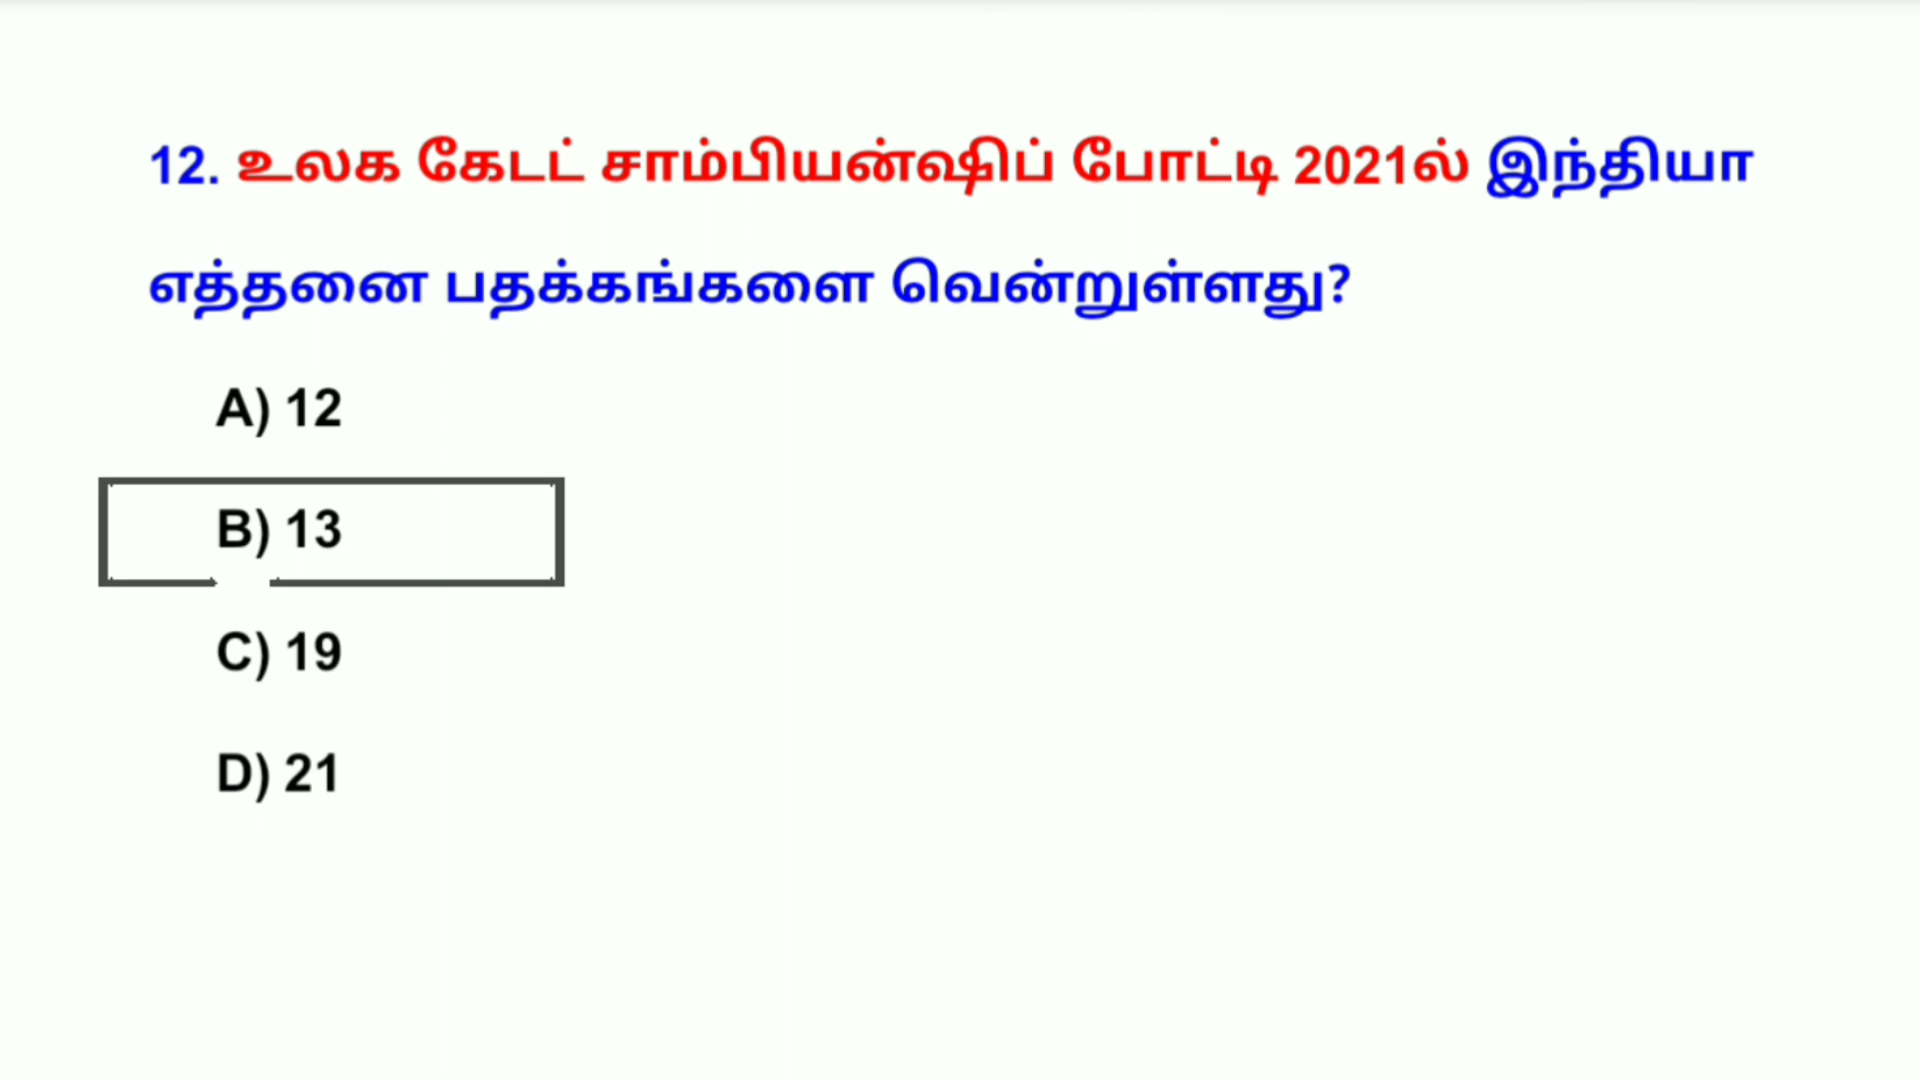 12. உலக கேடட் சாம்பியன்ஷிப் போட்டி 2021ல் இந்தியா
எத்தனை பதக்கங்களை வென்றுள்ளது?
A) 12
B) 13
C) 19
D) 21